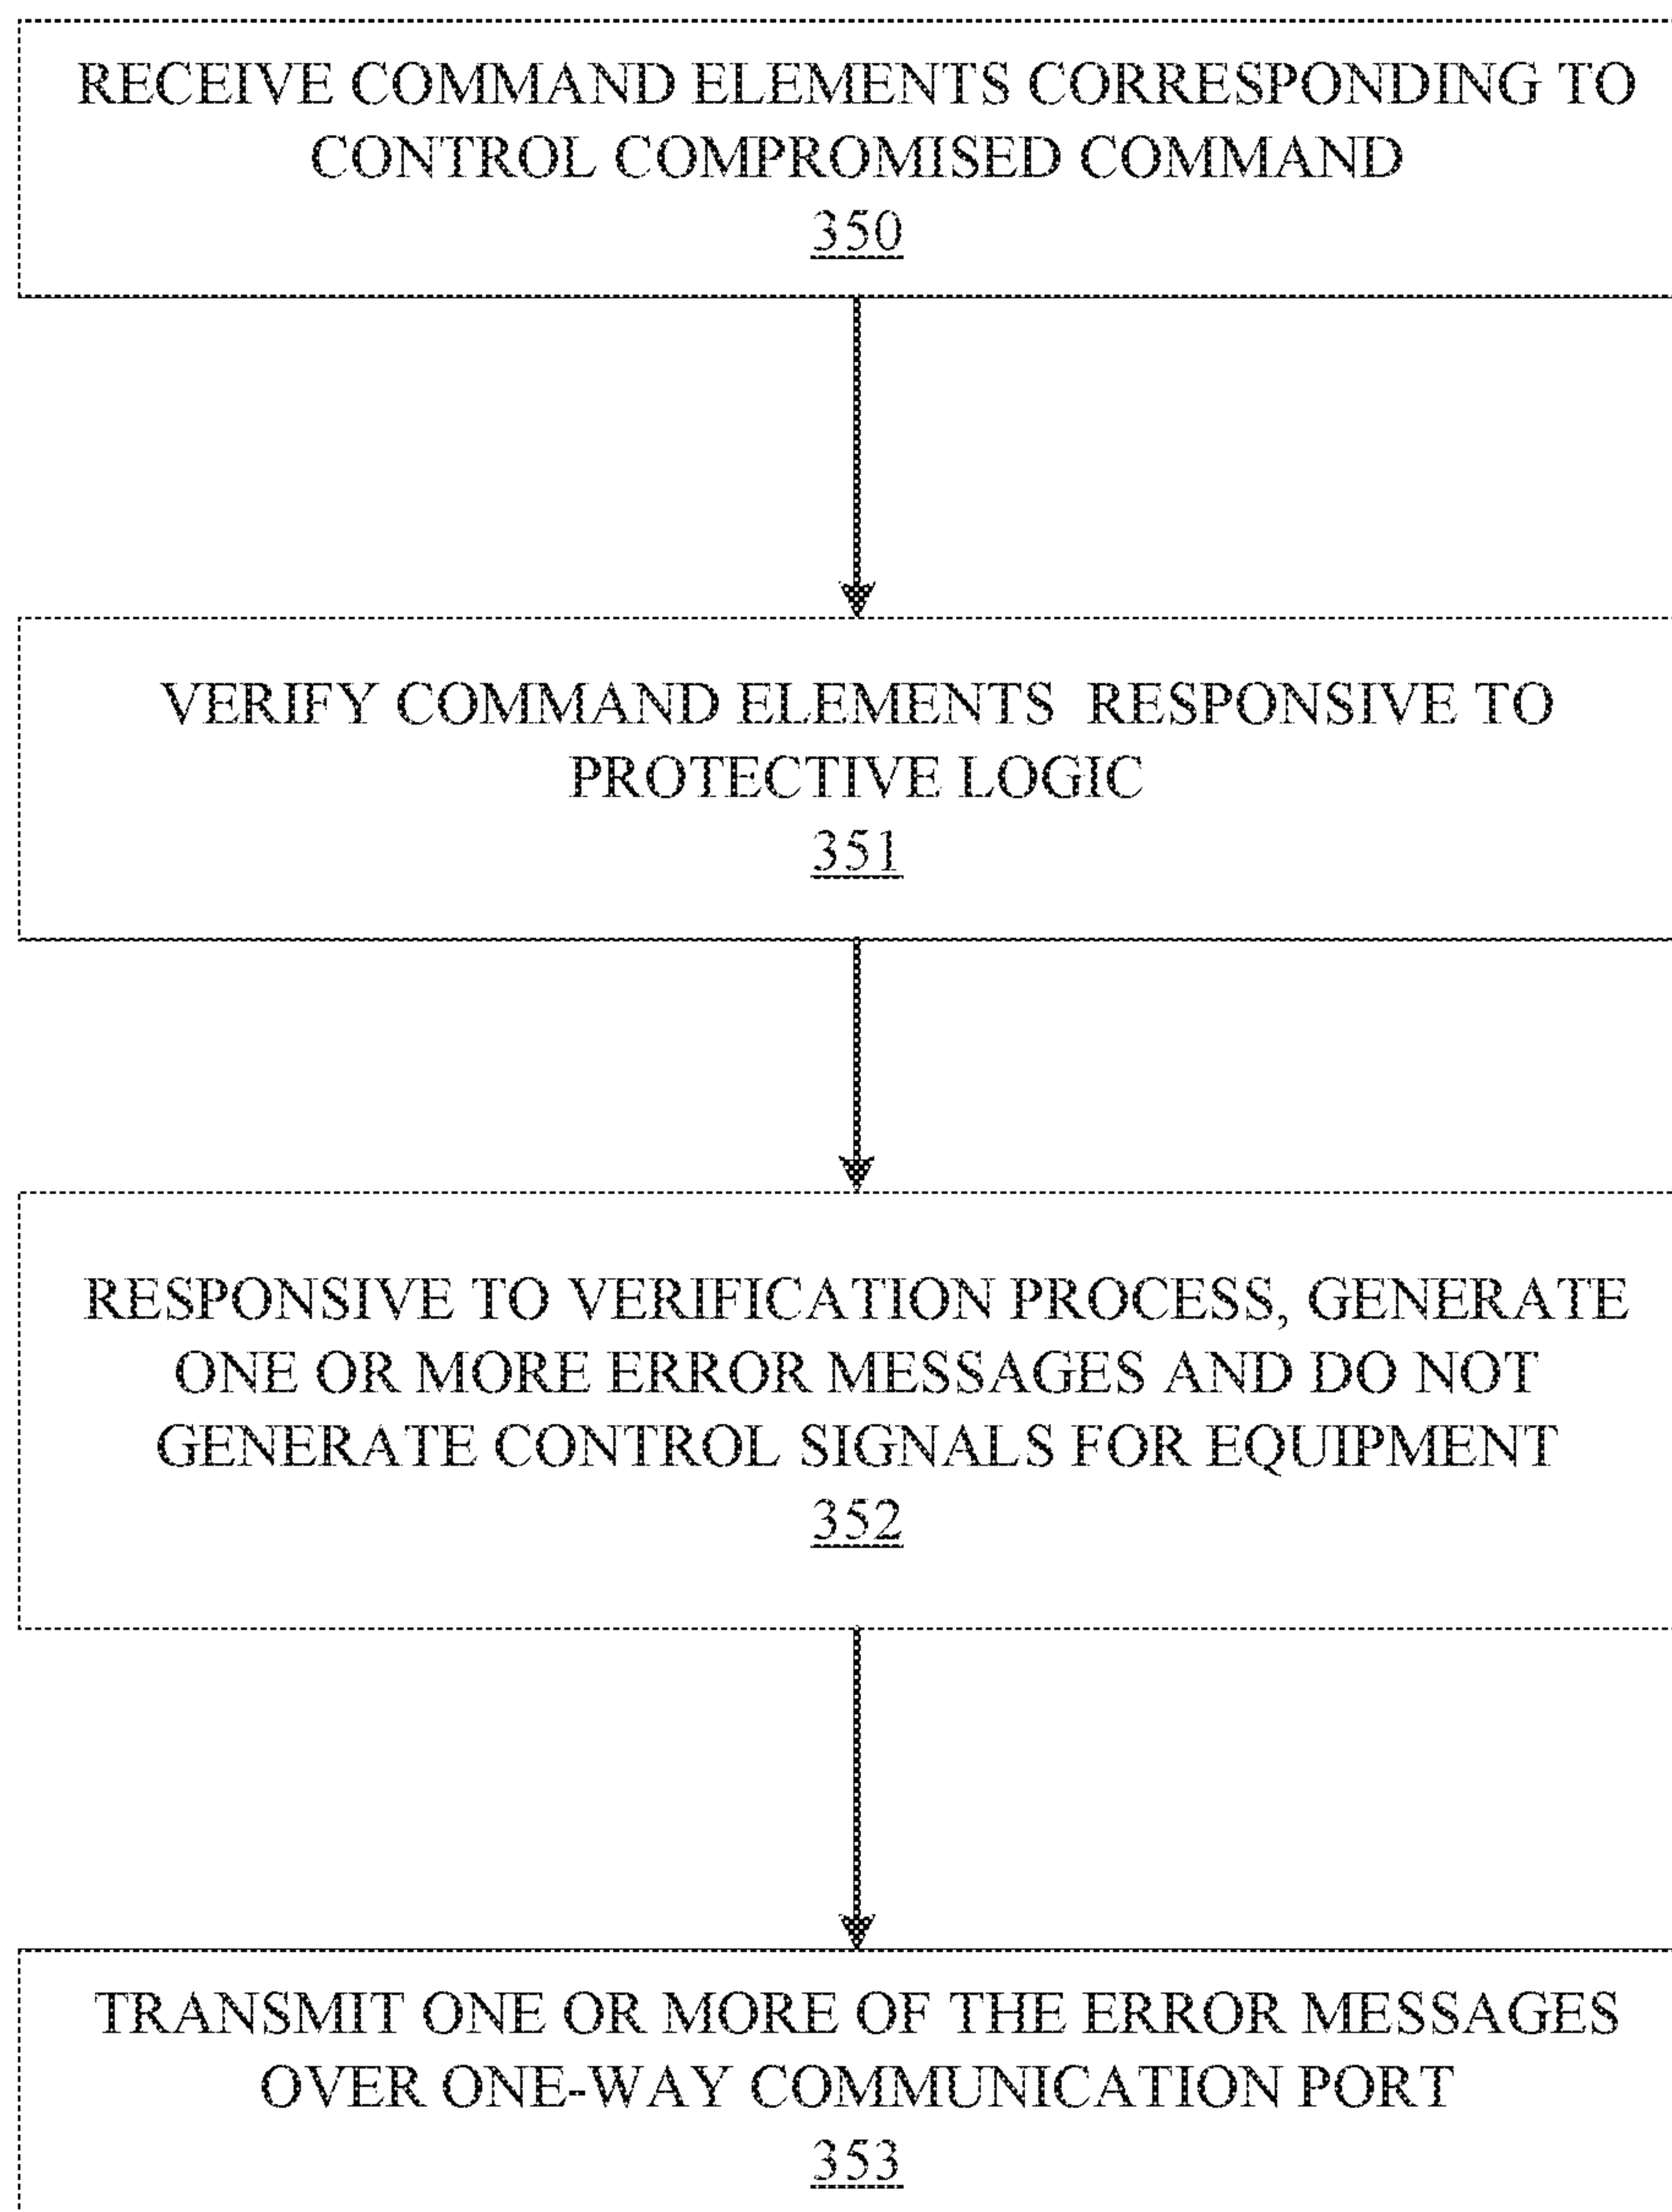 RECEIVE COMMAND ELEMENTS CORRESPONDING TO
CONTROL COMPROMISED COMMAND
350
VERIFY COMMAND ELEMENTS RESPONSIVE TO
PROTECTIVE LOGIC
351
RESPONSIVE TO VERIFICATION PROCESS, GENERATE
ONE OR MORE ERROR MESSAGES AND DO NOT
GENERATE CONTROL SIGNALS FOR EQUIPMENT
352
TRANSMIT ONE OR MORE OF THE ERROR MESSAGES
OVER ONE-WAY COMMUNICATION PORT
353